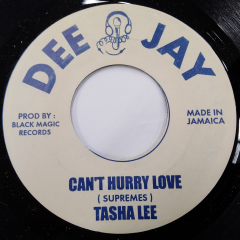 DEE JAY
PROD BY :
BLACK MAGIC
RECORDS
MADE IN
JAMAICA
CAN'T HURRY LOVE
( SUPREMES )
TASHA LEE